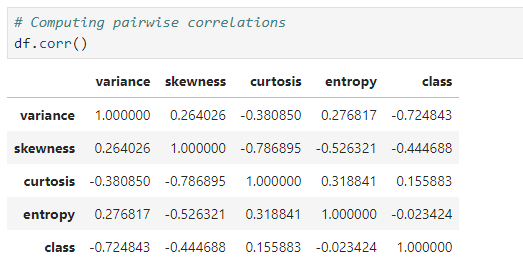 # Computing pairwise correlations
df.corr()
variance skewness curtosis entropy class
variance 1.000000 0.264026 -0.380850 0.276817 -0.724843
skewness 0.264026 1.000000 -0.786895 -0.526321 -0.444688
curtosis -0.380850 -0.786895 1.000000 0.318841 0.155883
entropy 0.276817 -0.526321 0.318841 1.000000 -0.023424
class -0.724843 -0.444688 0.155883 -0.023424 1.000000